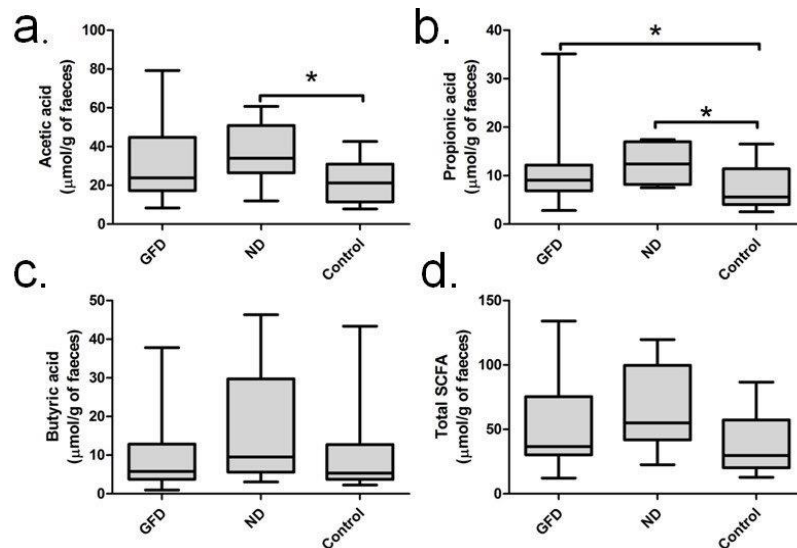 a.
Acetic acid
(μmol/g of faeces)
100
80
60
40
20
0
*
GFD
ND
Control
b.
Propionic acid
(μmol/g of faeces)
40
30
20
10
0
*
*
GFD
ND
Control
c.
Butyric acid
(μmol/g of faeces)
50
40
30
20
10
0
GFD
ND
Control
d.
Total SCFA
(μmol/g of faeces)
150
100
50
0
GFD
ND
Control